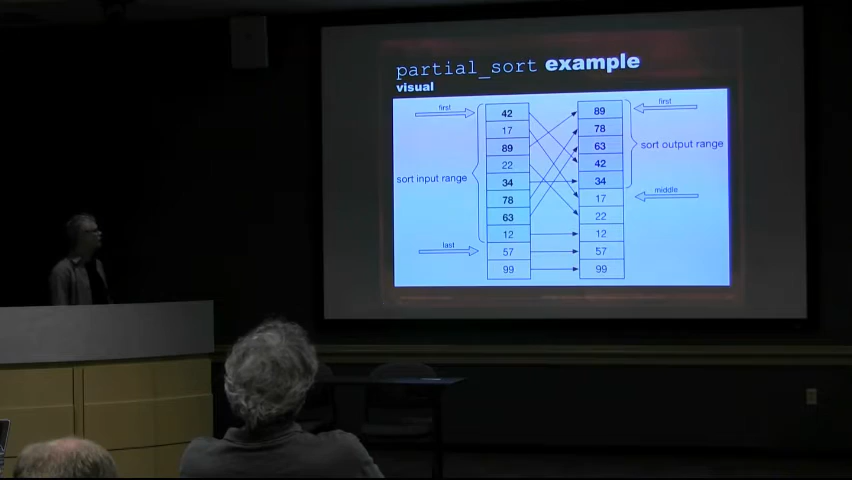 partial_sort example
visual
first
first
sort input range
sort output range
middle
last
42 89
17 78
89 63
22 42
34 34
78 17
63 22
12 12
57 57
99 99